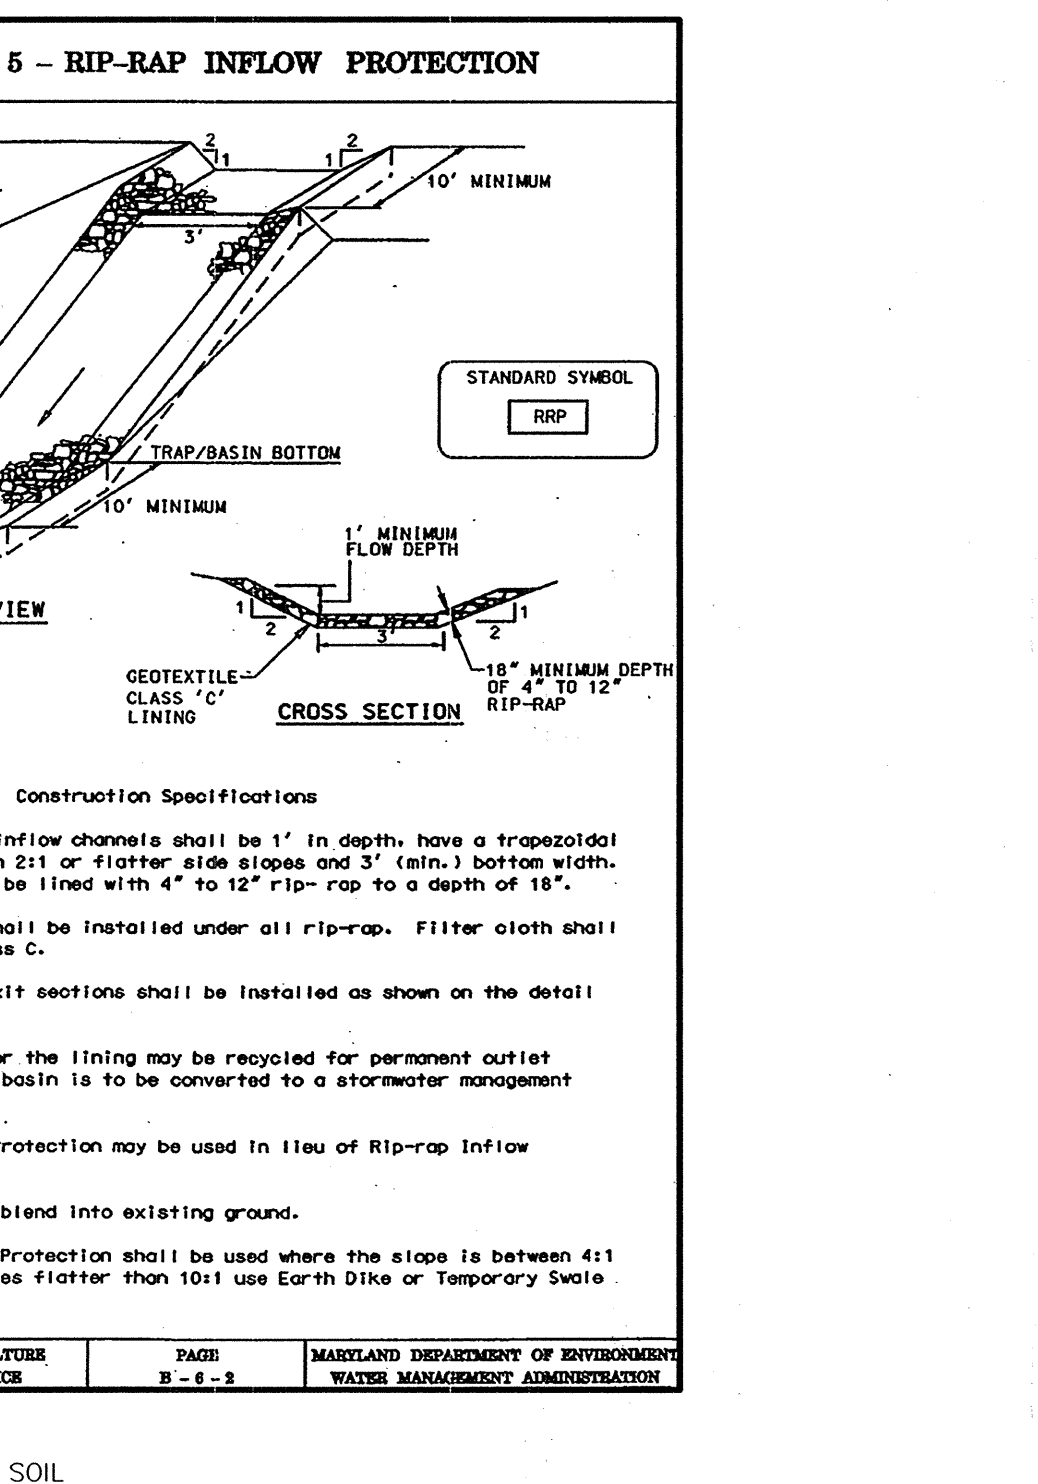 5 – RIP–RAP INFLOW PROTECTION
2
1
2
1
10' MINIMUM
3'
STANDARD SYMBOL
RRP
TRAP/BASIN BOTTOM
10' MINIMUM
1' MINIMUM
FLOW DEPTH
VIEW
1
2
3'
1
2
GEOTEXTILE
CLASS 'C'
LINING
18" MINIMUM DEPTH
OF 4" TO 12"
RIP-RAP
CROSS SECTION
Construction Specifications
inflow channels shall be 1' in depth, have a trapezoidal
2:1 or flatter side slopes and 3' (min.) bottom width.
be lined with 4" to 12" rip- rap to a depth of 18".
hall be installed under all rip-rap. Filter cloth shall
ss C.
xit sections shall be installed as shown on the detail
or the lining may be recycled for permanent outlet
basin is to be converted to a stormwater management
.
rotection may be used in lieu of Rip-rap Inflow
blend into existing ground.
Protection shall be used where the slope is between 4:1
es flatter than 10:1 use Earth Dike or Temporary Swale
LTURE
PAGE
MARYLAND DEPARTMENT OF ENVIRONMENT
ICE
B - 6 - 2
WATER MANAGEMENT ADMINISTRATION
SOIL